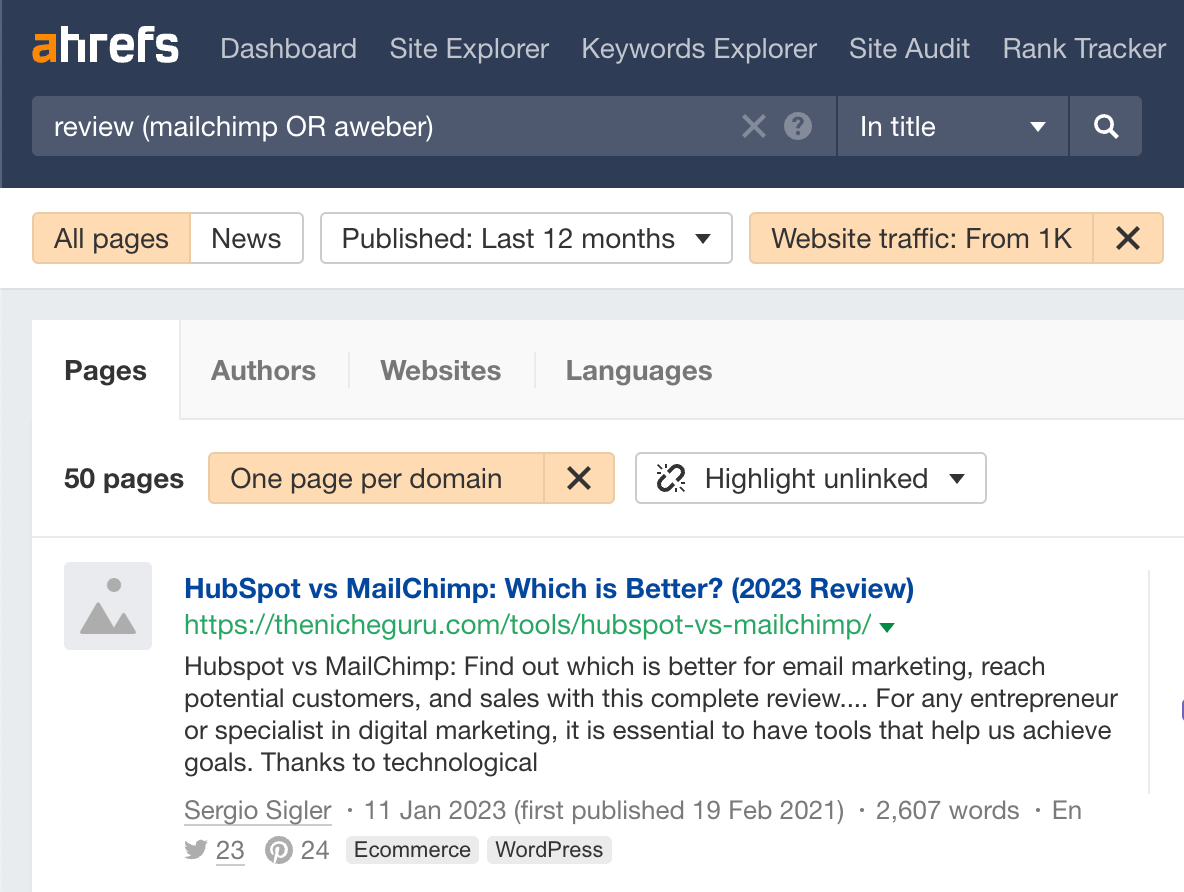 ahrefs Dashboard Site Explorer Keywords Explorer Site Audit Rank Tracker
review (mailchimp OR aweber) ? In title
All pages News Published: Last 12 months Website traffic: From 1K
Pages Authors Websites Languages
50 pages One page per domain Highlight unlinked
HubSpot vs MailChimp: Which is Better? (2023 Review)
https://thenicheguru.com/tools/hubspot-vs-mailchimp/
Hubspot vs MailChimp: Find out which is better for email marketing, reach
potential customers, and sales with this complete review.... For any entrepreneur
or specialist in digital marketing, it is essential to have tools that help us achieve
goals. Thanks to technological
Sergio Sigler · 11 Jan 2023 (first published 19 Feb 2021) · 2,607 words · En
23 24 Ecommerce WordPress